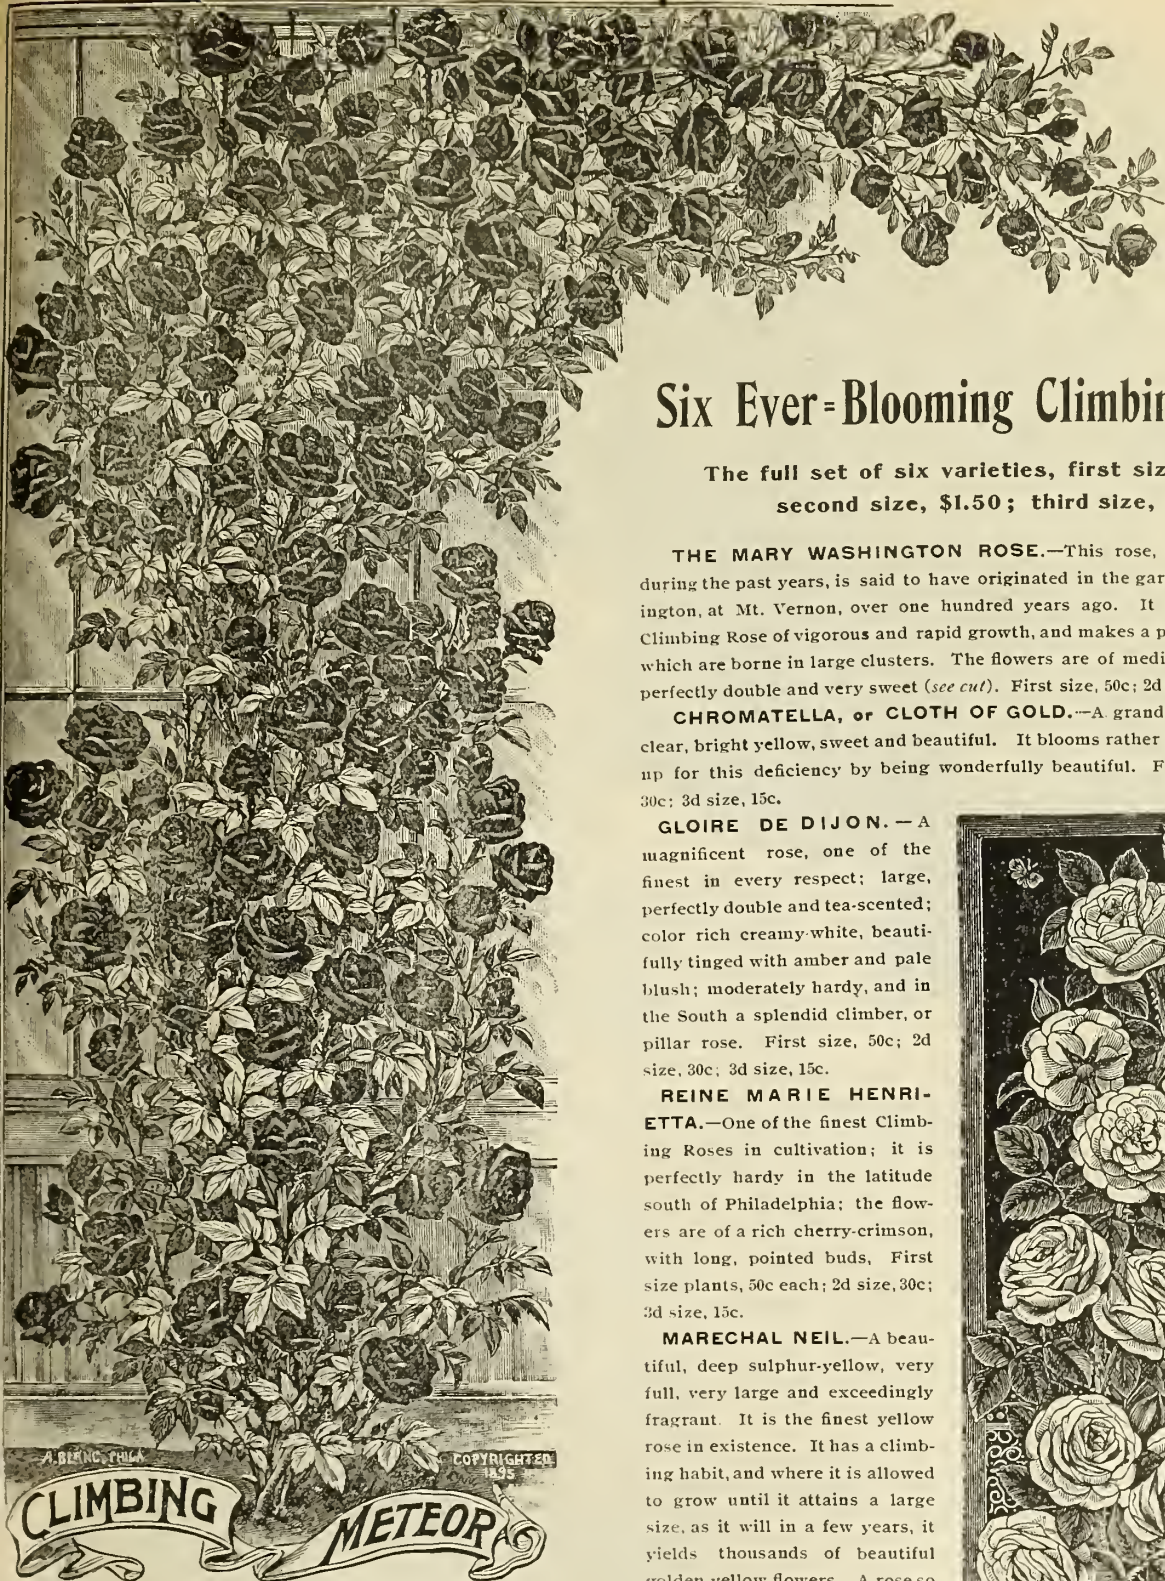 Six Ever=Blooming Climbin
The full set of six varieties, first siz
second size, $1.50; third size,
THE MARY WASHINGTON ROSE.—This rose,
during the past years, is said to have originated in the gar
ington, at Mt. Vernon, over one hundred years ago. It
Climbing Rose of vigorous and rapid growth, and makes a p
which are borne in large clusters. The flowers are of medi
perfectly double and very sweet (see cut). First size, 50c; 2d
CHROMATELLA, or CLOTH OF GOLD.—A grand
clear, bright yellow, sweet and beautiful. It blooms rather
up for this deficiency by being wonderfully beautiful. F
30c; 3d size, 15c.
GLOIRE DE DIJON.—A
magnificent rose, one of the
finest in every respect; large,
perfectly double and tea-scented;
color rich creamy-white, beauti-
fully tinged with amber and pale
blush; moderately hardy, and in
the South a splendid climber, or
pillar rose. First size, 50c; 2d
size, 30c; 3d size, 15c.
REINE MARIE HENRI-
ETTA.—One of the finest Climb-
ing Roses in cultivation; it is
perfectly hardy in the latitude
south of Philadelphia; the flow-
ers are of a rich cherry-crimson,
with long, pointed buds, First
size plants, 50c each; 2d size, 30c;
3d size, 15c.
MARECHAL NEIL.—A beau-
tiful, deep sulphur-yellow, very
full, very large and exceedingly
fragrant. It is the finest yellow
rose in existence. It has a climb-
ing habit, and where it is allowed
to grow until it attains a large
size, as it will in a few years, it
yields thousands of beautiful
golden yellow flowers. A rose so
A. BLANC, PHILA
COPYRIGHTED
1895
CLIMBING
METEOR